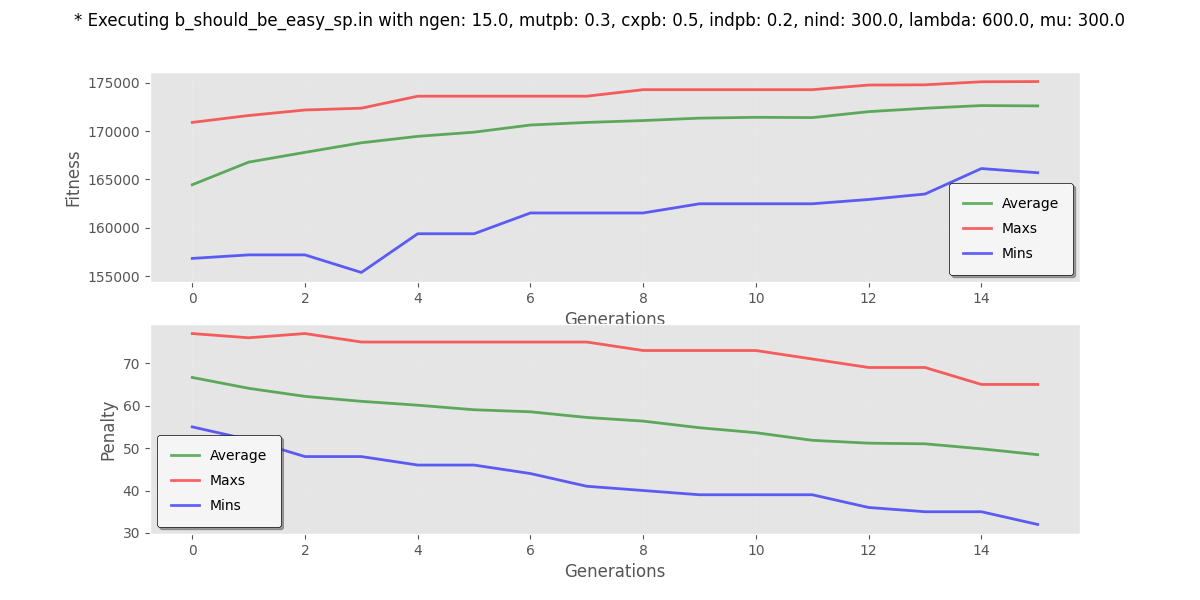 * Executing b_should_be_easy_sp.in with ngen: 15.0, mutpb: 0.3, cxpb: 0.5, indpb: 0.2, nind: 300.0, lambda: 600.0, mu: 300.0
175000
170000
165000
160000
155000
Fitness
Average
Maxs
Mins
0 2 4 6 8 10 12 14
Generations
70
60
50
40
30
Penalty
Average
Maxs
Mins
0 2 4 6 8 10 12 14
Generations